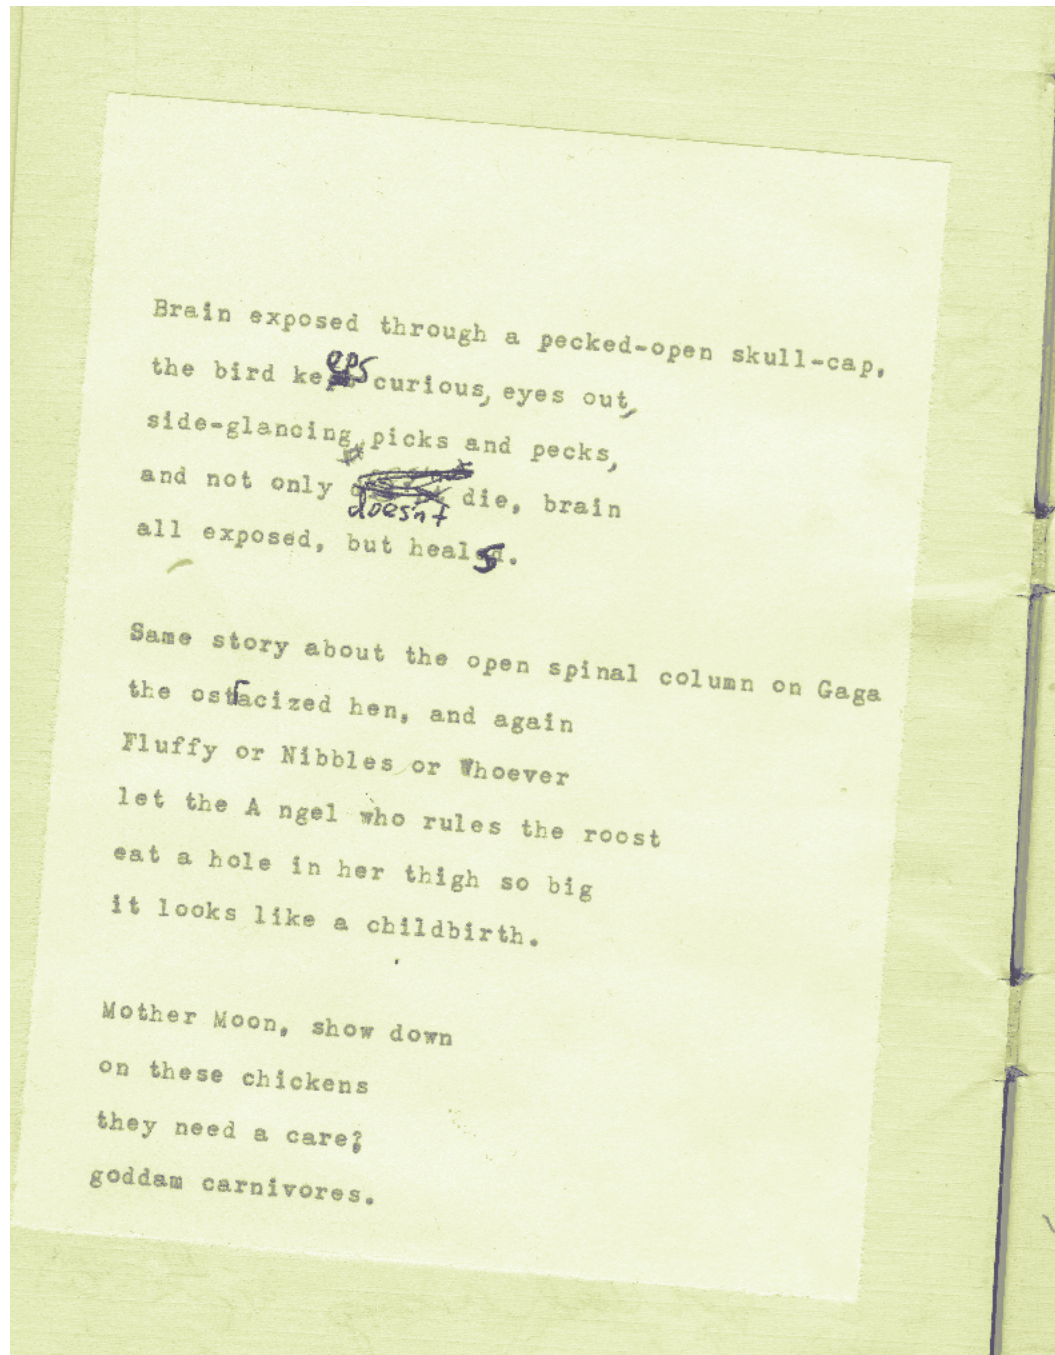 Brain exposed through a pecked-open skull-cap,
the bird keeps curious, eyes out,
side-glancing, picks and pecks,
and not only doesn't die, brain
all exposed, but heals.
Same story about the open spinal column on Gaga
the ostracized hen, and again
Fluffy or Nibbles or Whoever
let the A ngel who rules the roost
eat a hole in her thigh so big
it looks like a childbirth.
Mother Moon, show down
on these chickens
they need a care?
goddam carnivores.